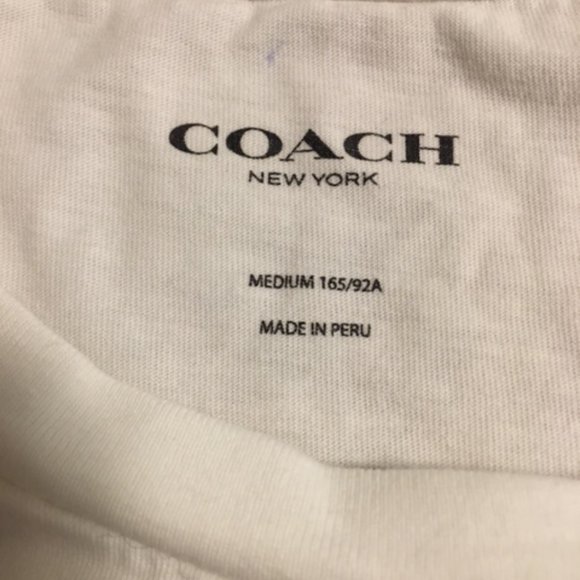 COACH
NEW YORK
MEDIUM 165/92A
MADE IN PERU